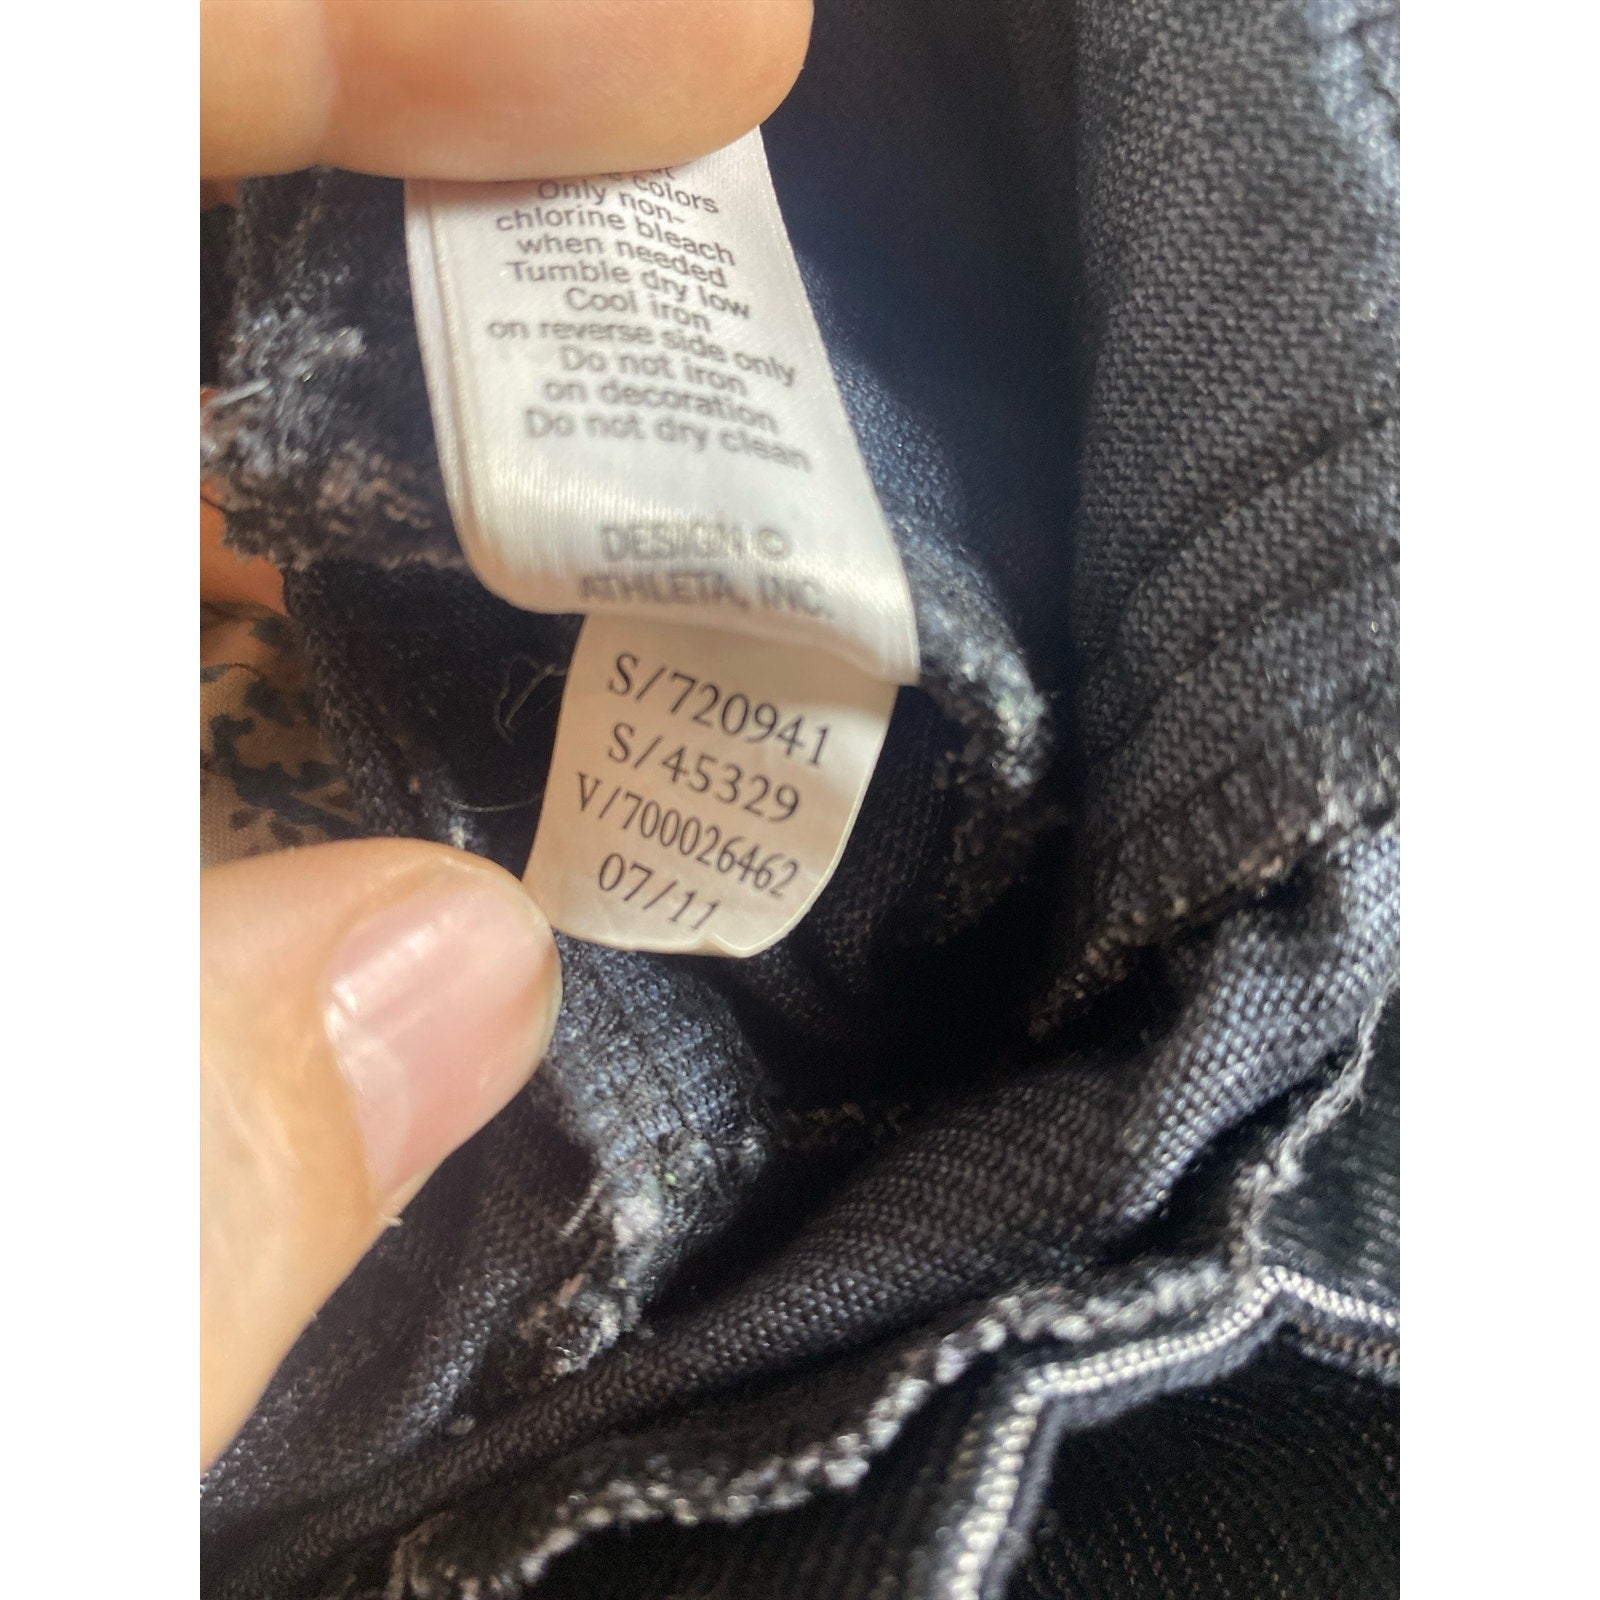 colors
Only non-
chlorine bleach
when needed
Tumble dry low
Cool iron
on reverse side only
Do not iron
on decoration
Do not dry clean
DESIGN ©
ATHLETA, INC.
S/720941
S/45329
V/700026462
07/11